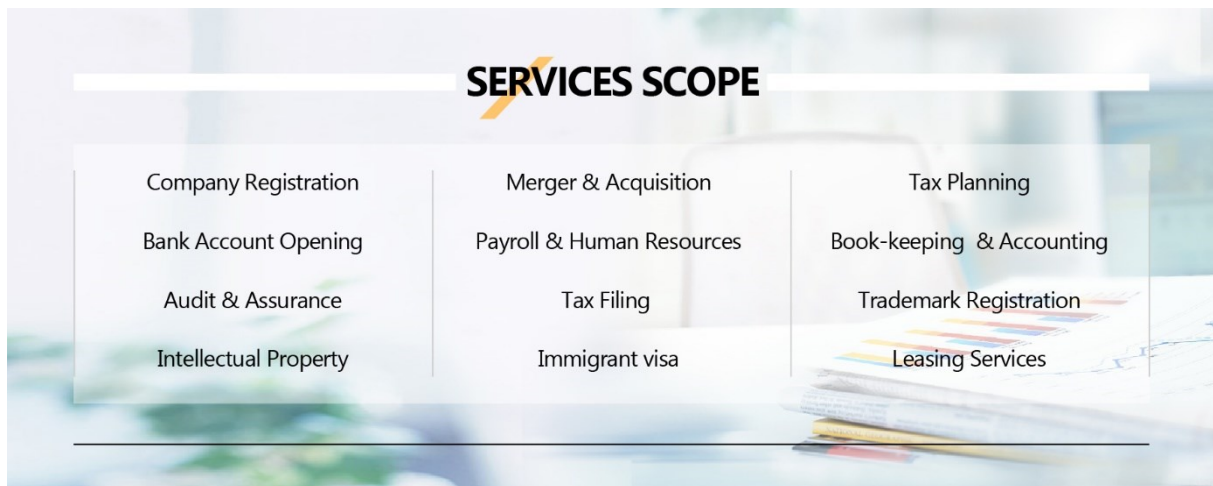 SERVICES SCOPE
Company Registration
Merger & Acquisition
Tax Planning
Bank Account Opening
Payroll & Human Resources
Book-keeping & Accounting
Audit & Assurance
Tax Filing
Trademark Registration
Intellectual Property
Immigrant visa
Leasing Services